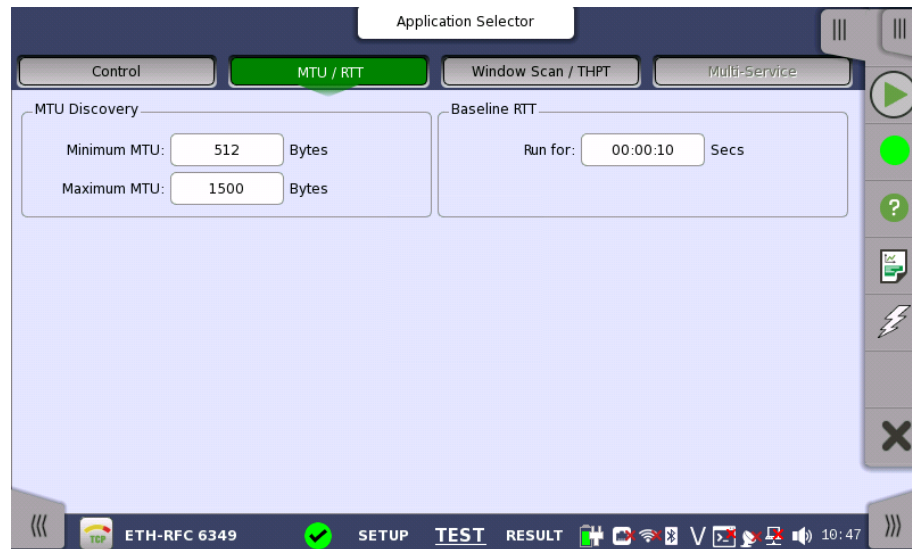 Application Selector
Control
MTU / RTT
Window Scan / THPT
Multi-Service
MTU Discovery
Minimum MTU: 512 Bytes
Maximum MTU: 1500 Bytes
Baseline RTT
Run for: 00:00:10 Secs
?
TCP
ETH-RFC 6349
SETUP
TEST
RESULT
V
10:47